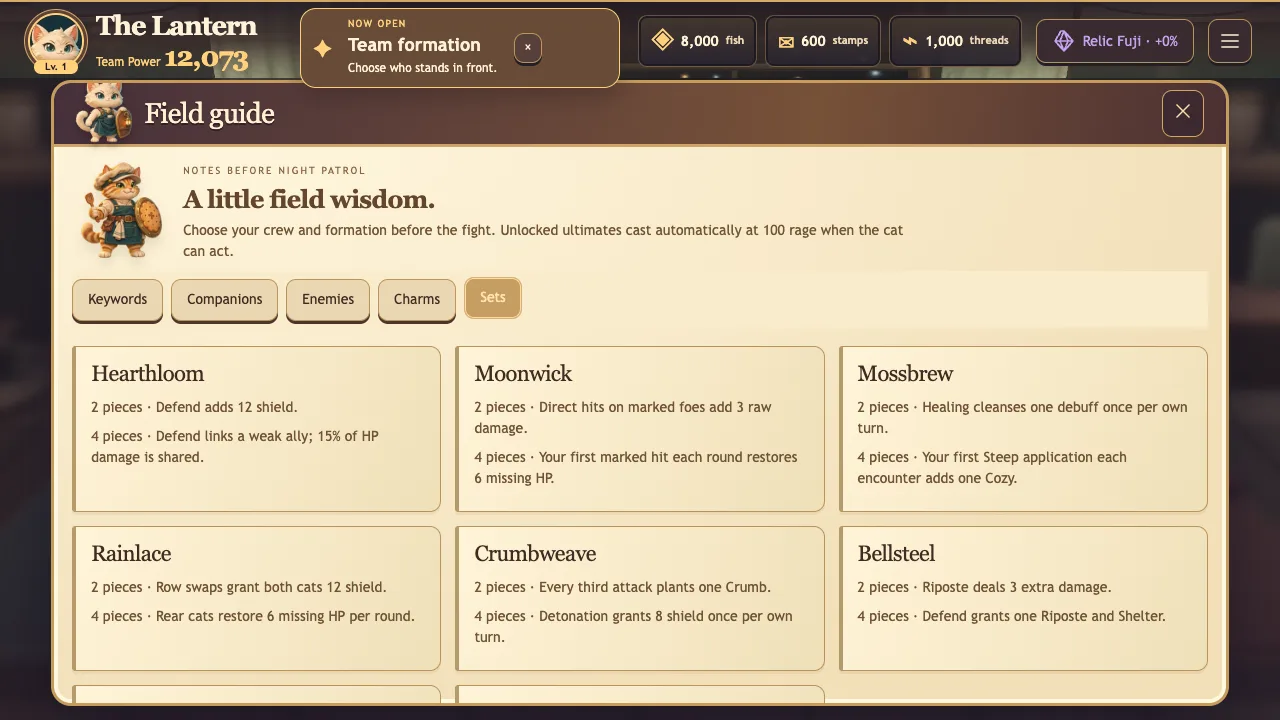 The Lantern
Team Power 12,073
Lv. 1
NOW OPEN
Team formation
Choose who stands in front.
×
8,000 fish
600 stamps
1,000 threads
Relic Fuji · +0%
Field guide
NOTES BEFORE NIGHT PATROL
A little field wisdom.
Choose your crew and formation before the fight. Unlocked ultimates cast automatically at 100 rage when the cat
can act.
Keywords
Companions
Enemies
Charms
Sets
Hearthloom
2 pieces · Defend adds 12 shield.
4 pieces · Defend links a weak ally; 15% of HP
damage is shared.
Moonwick
2 pieces · Direct hits on marked foes add 3 raw
damage.
4 pieces · Your first marked hit each round restores
6 missing HP.
Mossbrew
2 pieces · Healing cleanses one debuff once per own
turn.
4 pieces · Your first Steep application each
encounter adds one Cozy.
Rainlace
2 pieces · Row swaps grant both cats 12 shield.
4 pieces · Rear cats restore 6 missing HP per round.
Crumbweave
2 pieces · Every third attack plants one Crumb.
4 pieces · Detonation grants 8 shield once per own
turn.
Bellsteel
2 pieces · Riposte deals 3 extra damage.
4 pieces · Defend grants one Riposte and Shelter.